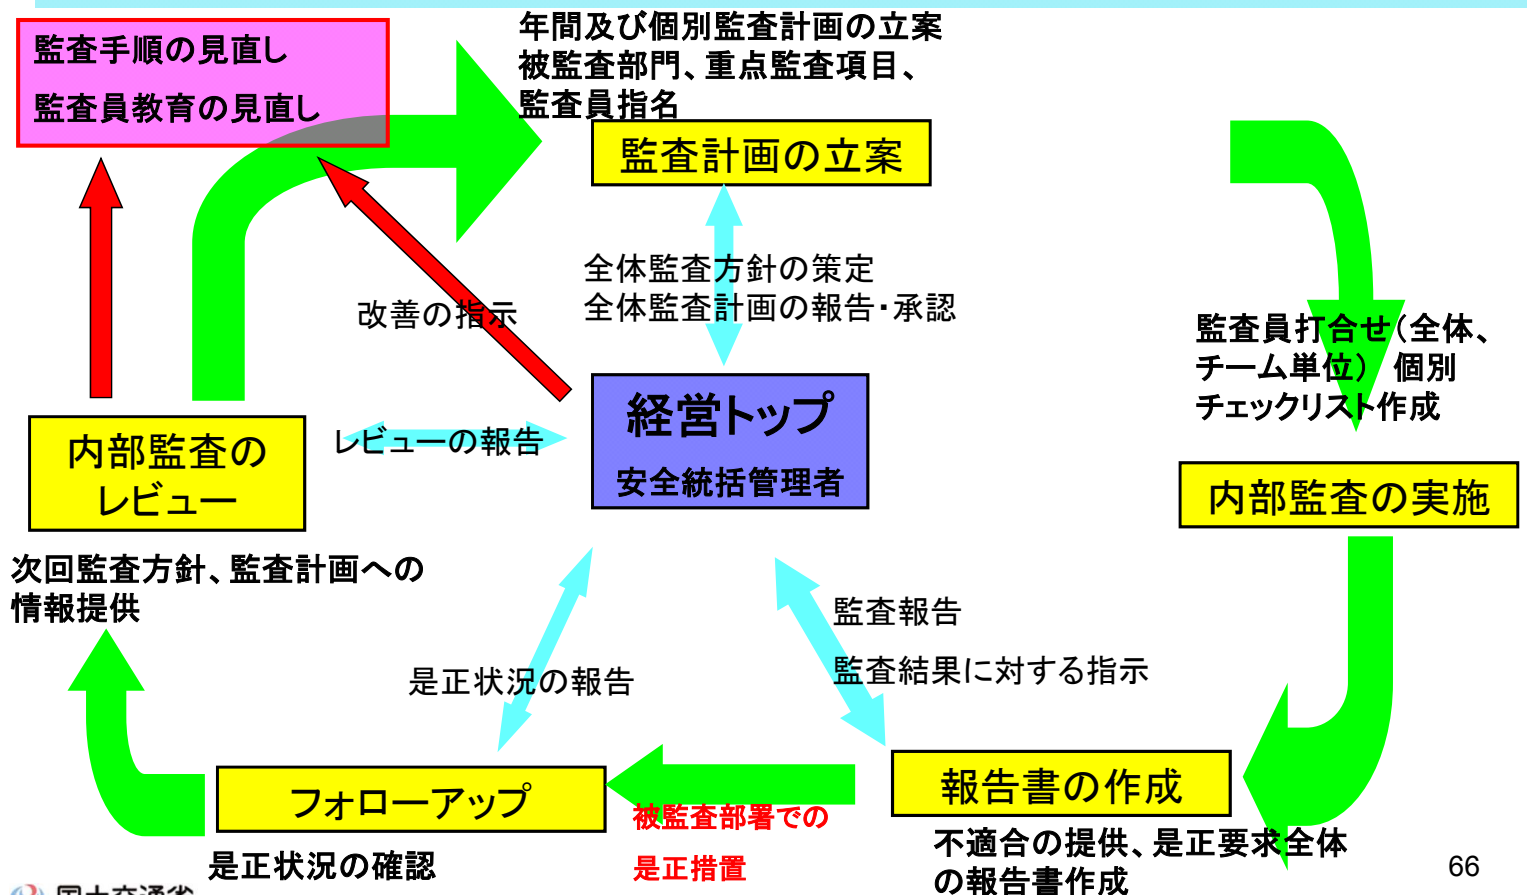 年間及び個別監査計画の立案
被監査部門、重点監査項目、
監査員指名
監査手順の見直し
監査員教育の見直し
監査計画の立案
全体監査方針の策定
全体監査計画の報告・承認
改善の指示
監査員打合せ（全体、
チーム単位） 個別
チェックリスト作成
経営トップ
安全統括管理者
内部監査の
レビュー
レビューの報告
内部監査の実施
次回監査方針、監査計画への
情報提供
監査報告
監査結果に対する指示
是正状況の報告
フォローアップ
報告書の作成
被監査部署での
是正措置
是正状況の確認
不適合の提供、是正要求全体
の報告書作成
国土交通省
66